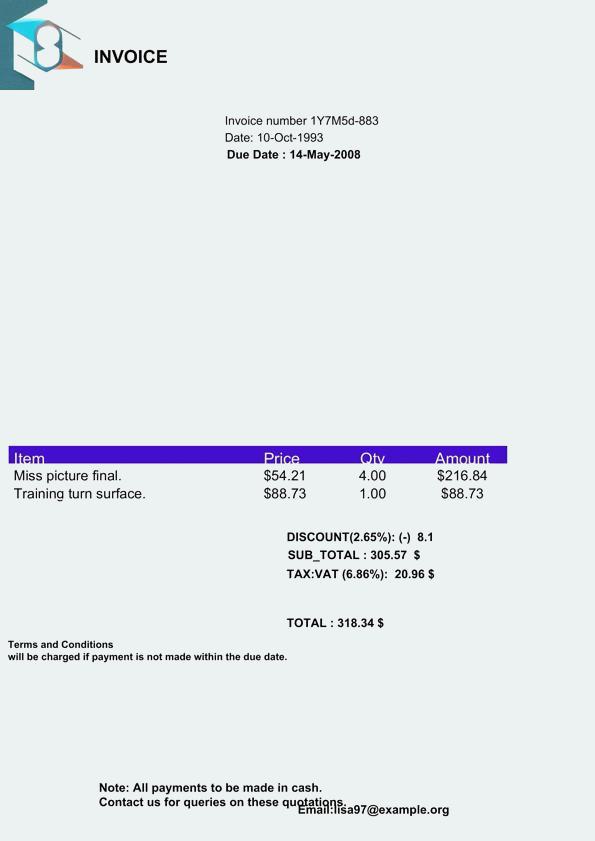 INVOICE
Invoice number 1Y7M5d-883
Date: 10-Oct-1993
Due Date : 14-May-2008
Item Price Qty Amount
Miss picture final. $54.21 4.00 $216.84
Training turn surface. $88.73 1.00 $88.73
DISCOUNT(2.65%): (-) 8.1
SUB_TOTAL : 305.57 $
TAX:VAT (6.86%): 20.96 $
TOTAL : 318.34 $
Terms and Conditions
will be charged if payment is not made within the due date.
Note: All payments to be made in cash.
Contact us for queries on these quotations.
Email:lisa97@example.org